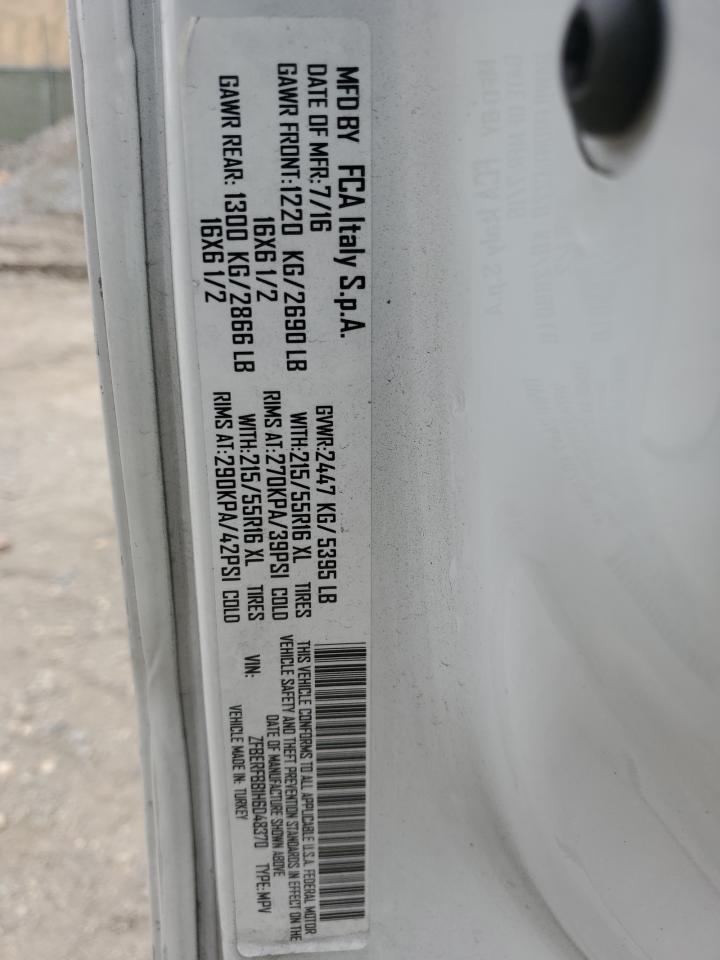 MFD BY FCA Italy S.p.A.
DATE OF MFR:7/16 GVWR:2447 KG/5395 LB
GAWR FRONT:1220 KG/2690 LB WITH:215/55R16 XL TIRES
16X6 1/2 RIMS AT:270KPA/39PSI COLD
GAWR REAR:1300 KG/2866 LB WITH:215/55R16 XL TIRES
16X6 1/2 RIMS AT:290KPA/42PSI COLD
THIS VEHICLE CONFORMS TO ALL APPLICABLE U.S.A. FEDERAL MOTOR
VEHICLE SAFETY AND THEFT PREVENTION STANDARDS IN EFFECT ON THE
DATE OF MANUFACTURE SHOWN ABOVE
VIN: ZFBERFBB1H6D48370 TYPE:MPV
VEHICLE MADE IN: TURKEY